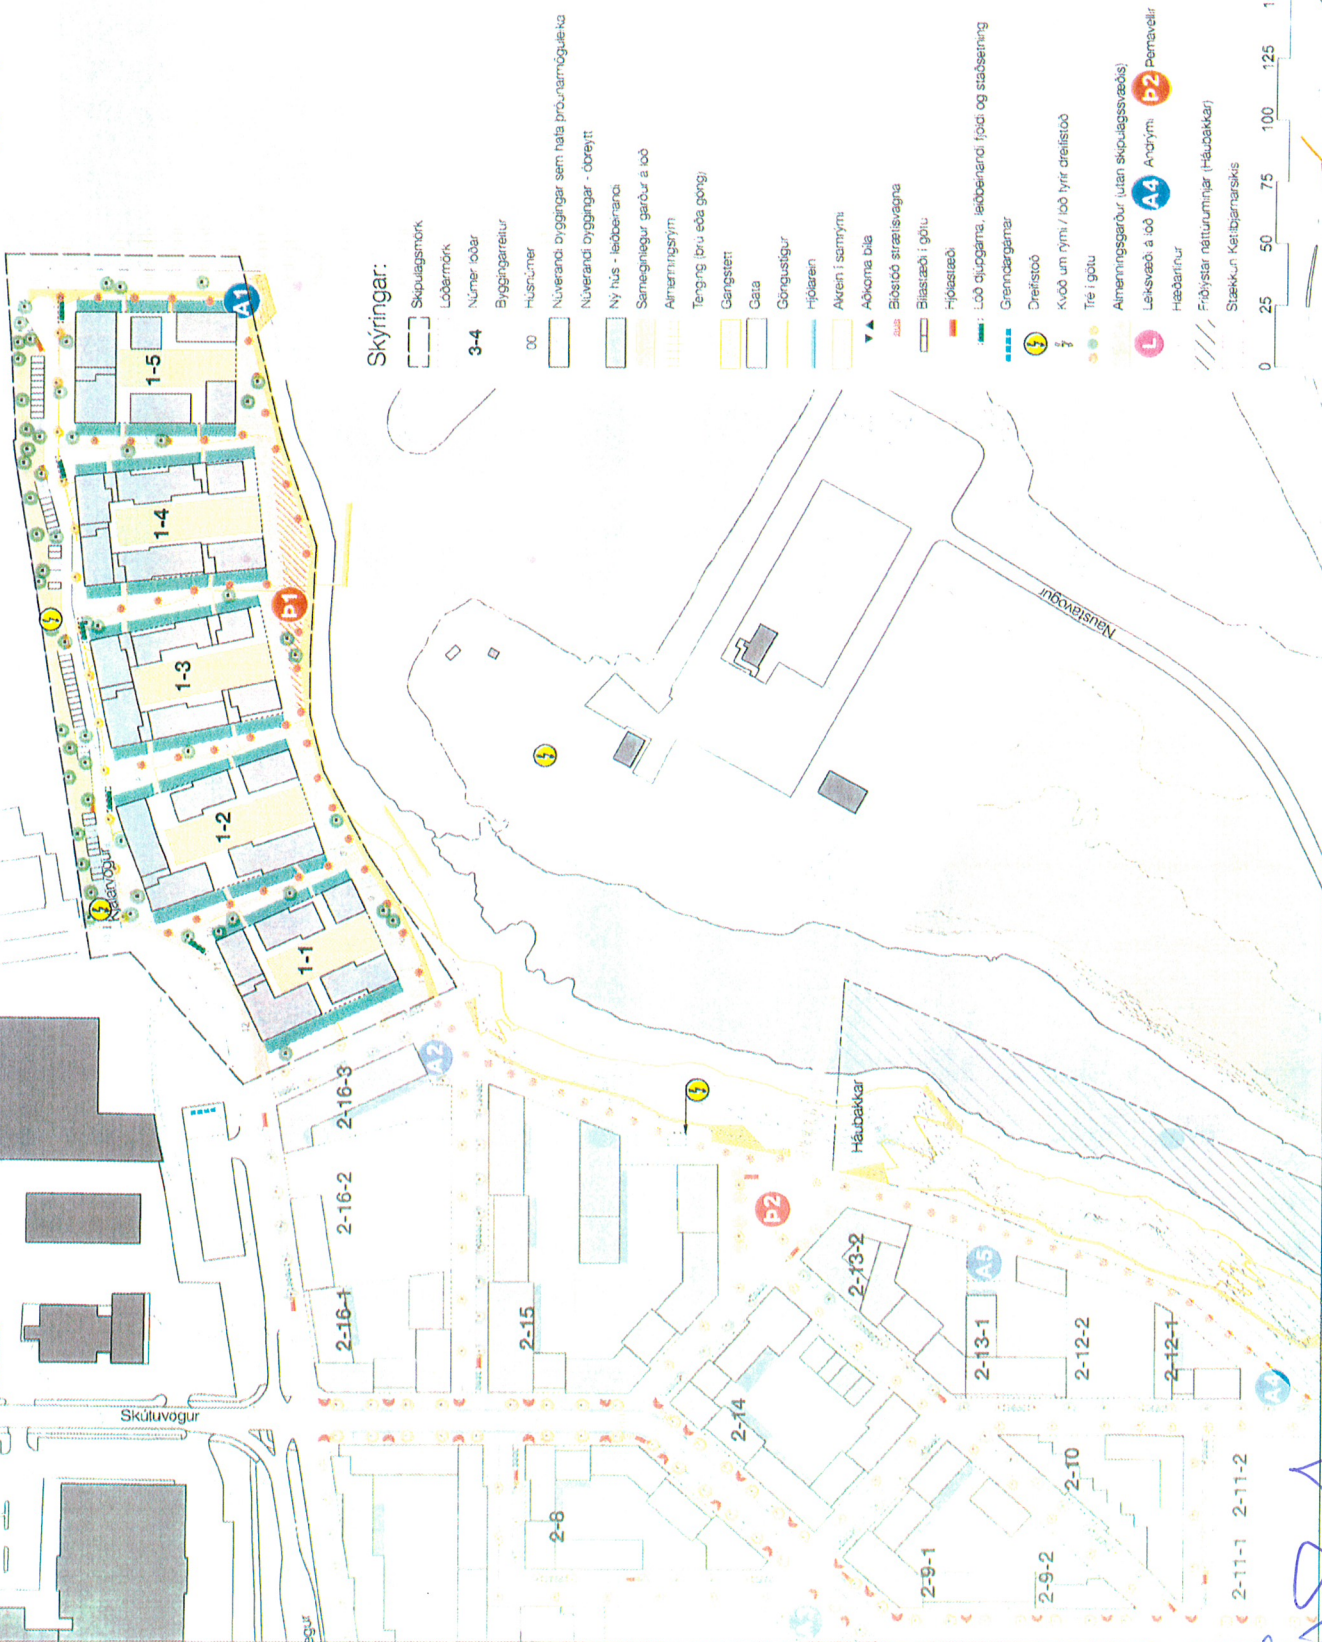 Skýringar:
Skipulagsmörk
Lóðarmörk
3-4 Númer lóðar
Byggingarreitur
00 Húsnúmer
Núverandi byggingar sem hafa þróunarmöguleika
Núverandi byggingar - óbreytt
Ný hús - leiðbeinandi
Sameiginlegur garður á lóð
Almenningsrými
Tenging (brú eða göng)
Gangstétt
Gata
Göngustígur
Hjólarein
Akrein í samrými
Aðkoma bíla
Biðstöð strætisvagna
Bílastæði í götu
Hjólastæði
Lóð djúpgáma, leiðbeinandi fjöldi og staðsetning
Grenndargámar
Dreifistöð
Kvöð um rými / lóð fyrir dreifistöð
Tré í götu
Almenningsgarður (utan skipulagssvæðis)
L Leiksvæði á lóð A4 Andrými Þ2 Þemavellir
Hæðarlínur
Friðlýstar náttúruminjar (Háubakkar)
Stækkun Ketilbjarnarsíkis
0 25 50 75 100 125
1-5
A1
1-4
Þ1
1-3
1-2
1-1
Kjalarvogur
Naustavogur
A2
2-16-3
2-16-2
2-16-1
2-15
Skútuvogur
Háubakkar
Þ2
2-13-2
A5
2-13-1
2-12-2
2-12-1
2-14
2-8
2-10
2-9-1
2-9-2
2-11-1
2-11-2